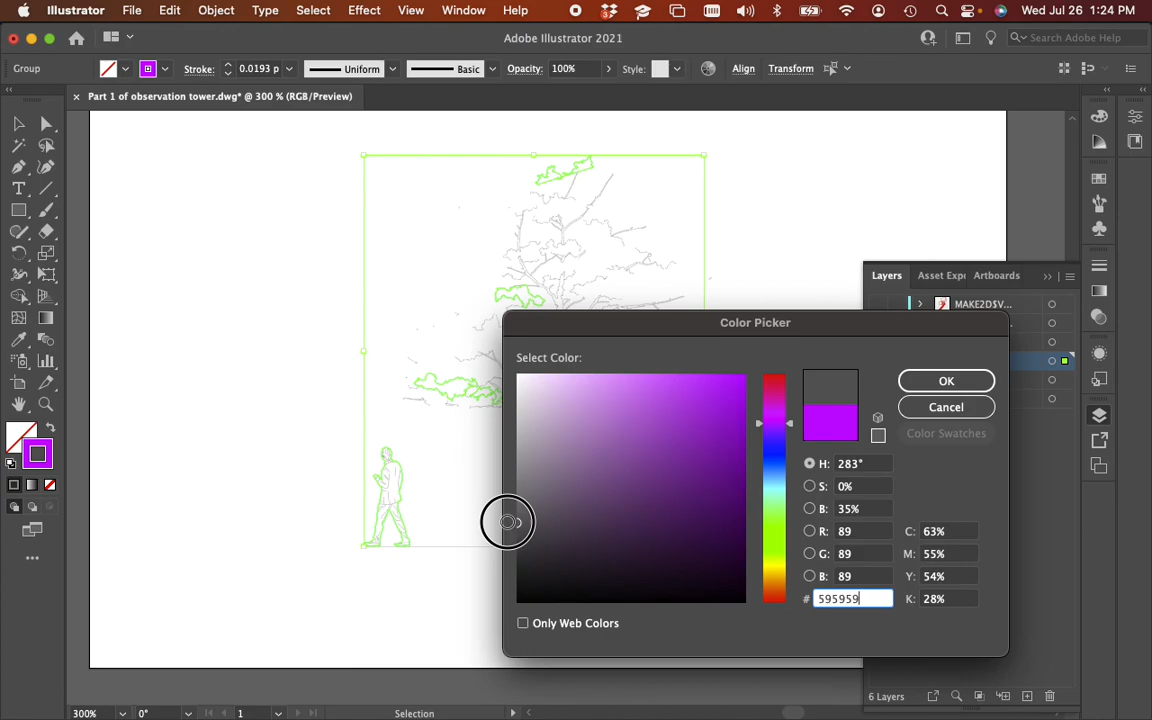 Illustrator File Edit Object Type Select Effect View Window Help Wed Jul 26 1:24 PM
Adobe Illustrator 2021
Search Adobe Help
Group Stroke: 0.0193 p Uniform Basic Opacity: 100% Style: Align Transform
× Part 1 of observation tower.dwg* @ 300 % (RGB/Preview)
Layers Asset Expo Artboards
MAKE2D$V...
Color Picker
Select Color:
OK
Cancel
Color Swatches
H: 283°
S: 0%
B: 35%
R: 89 C: 63%
G: 89 M: 55%
B: 89 Y: 54%
# 595959 K: 28%
Only Web Colors
6 Layers
300% 0° 1 Selection